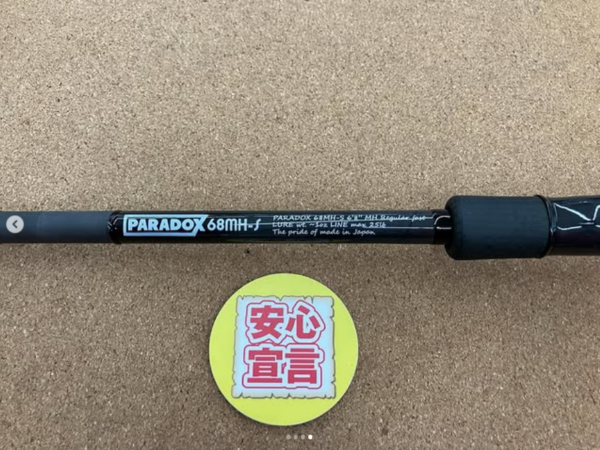 PARADOX 68MH-S
PARADOX 68MH-S 6'8" MH Regular fast
LURE wt. ~1oz LINE max 25lb
The pride of made in Japan
安心
宣言